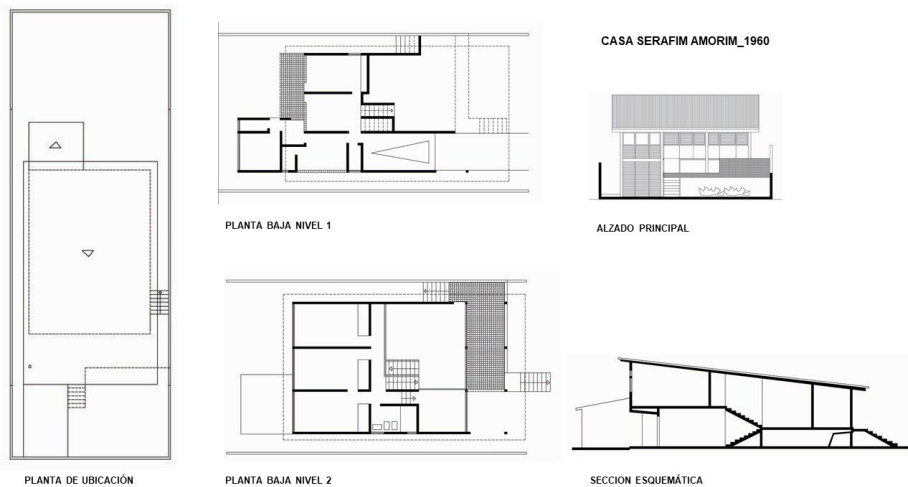 CASA SERAFIM AMORIM_1960
PLANTA BAJA NIVEL 1
ALZADO PRINCIPAL
PLANTA DE UBICACIÓN
PLANTA BAJA NIVEL 2
SECCION ESQUEMÁTICA